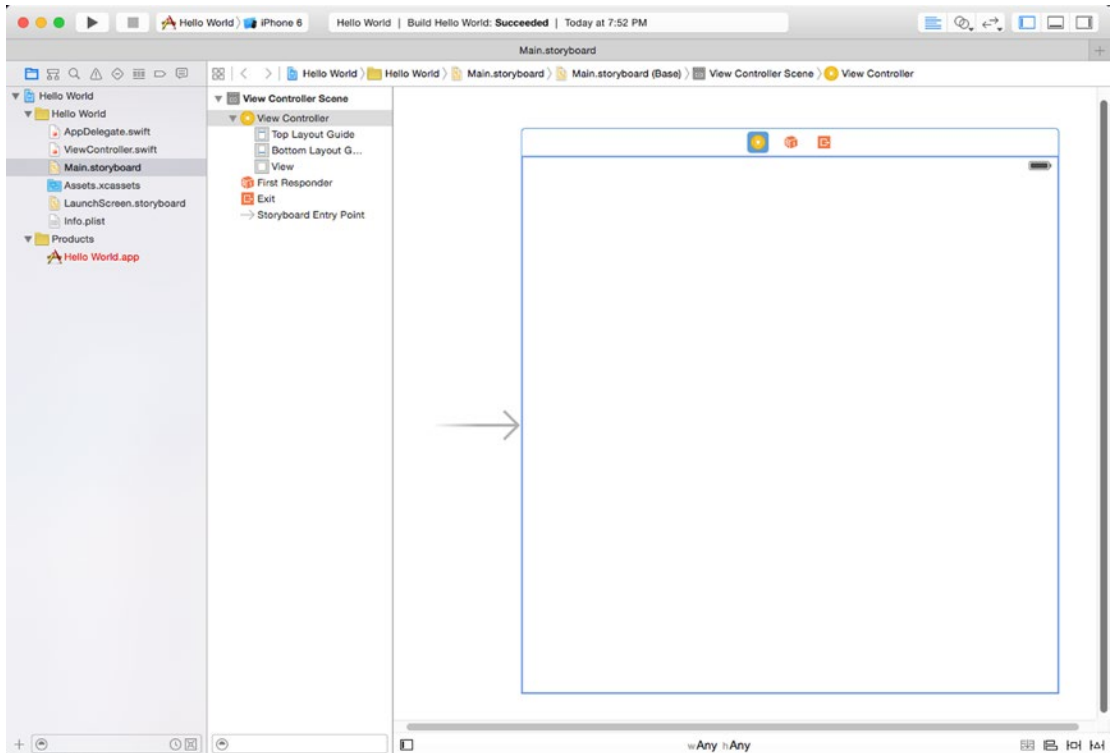 Hello World iPhone 6 Hello World | Build Hello World: Succeeded | Today at 7:52 PM
Main.storyboard
Hello World Hello World Main.storyboard Main.storyboard (Base) View Controller Scene View Controller
Hello World
Hello World
AppDelegate.swift
ViewController.swift
Main.storyboard
Assets.xcassets
LaunchScreen.storyboard
Info.plist
Products
Hello World.app
View Controller Scene
View Controller
Top Layout Guide
Bottom Layout G...
View
First Responder
Exit
Storyboard Entry Point
wAny hAny